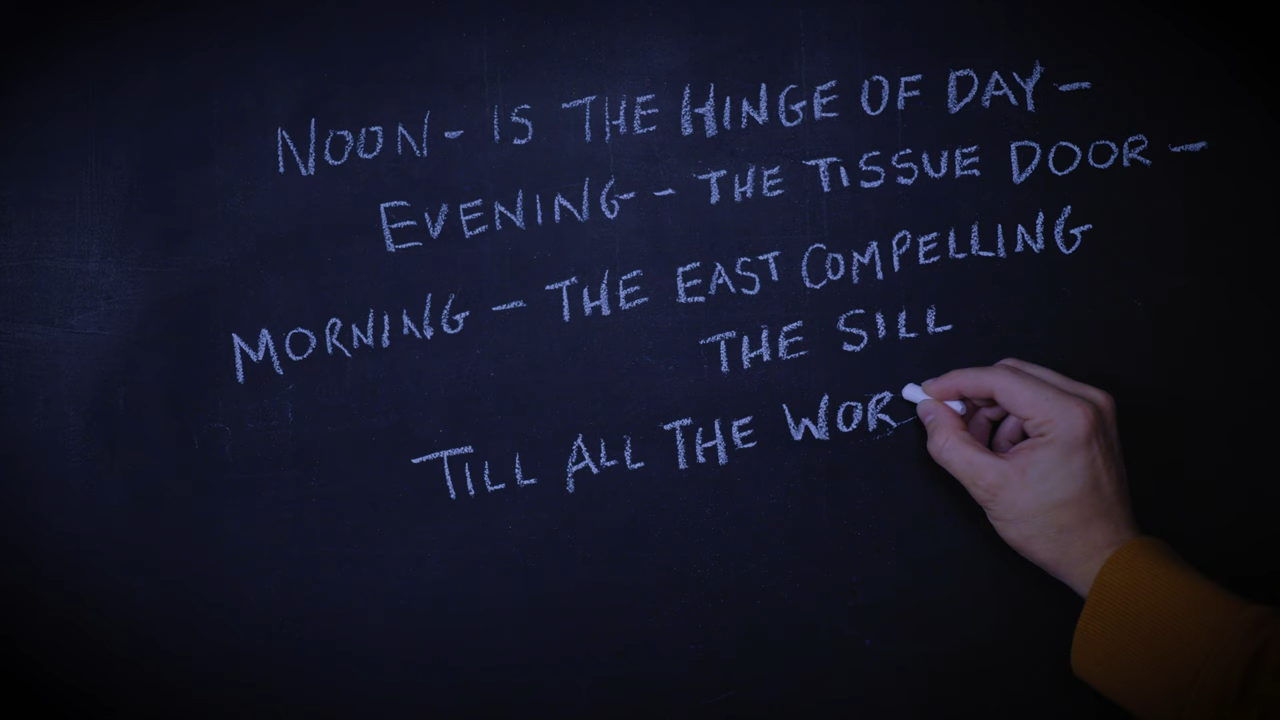 NOON - IS THE HINGE OF DAY -
EVENING - THE TISSUE DOOR -
MORNING - THE EAST COMPELLING
THE SILL
TILL ALL THE WOR